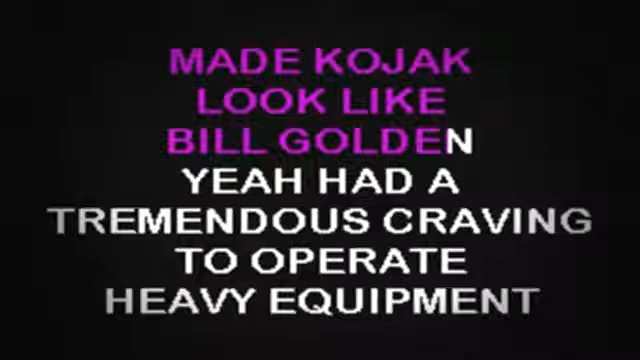 MADE KOJAK
LOOK LIKE
BILL GOLDEN
YEAH HAD A
TREMENDOUS CRAVING
TO OPERATE
HEAVY EQUIPMENT